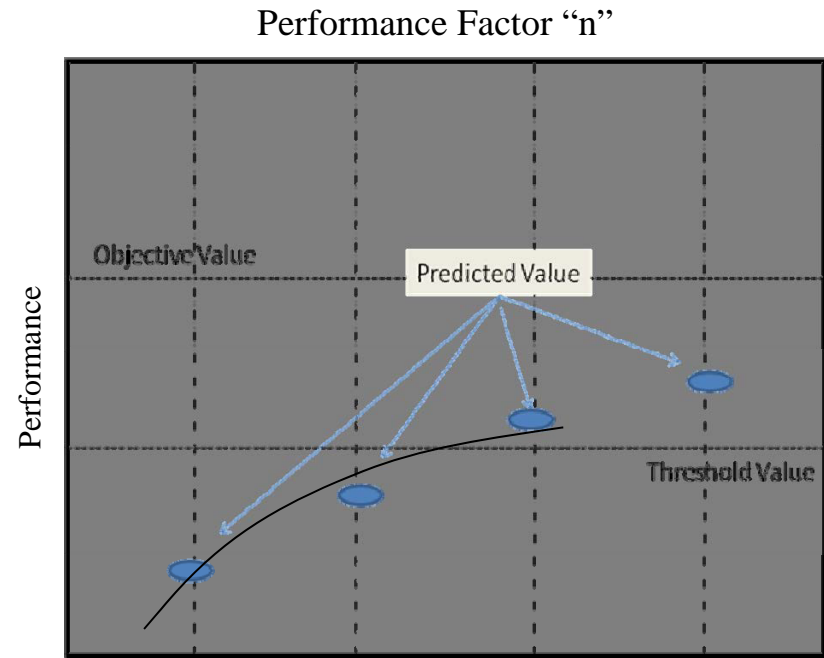 Performance Factor “n”
Objective Value
Predicted Value
Performance
Threshold Value